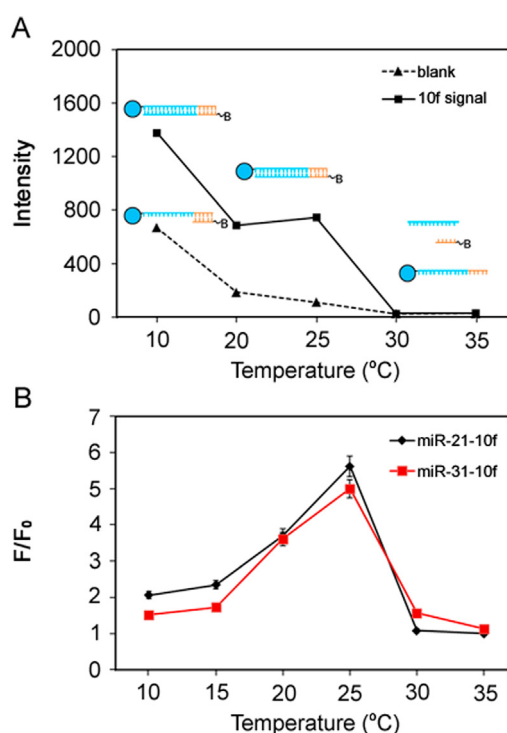 A
2000
1600
1200
800
400
0
Intensity
blank
10f signal
~B
~B
~B
~B
10
20
25
30
35
Temperature (ºC)
B
7
6
5
4
3
2
1
0
F/F₀
miR-21-10f
miR-31-10f
10
15
20
25
30
35
Temperature (ºC)